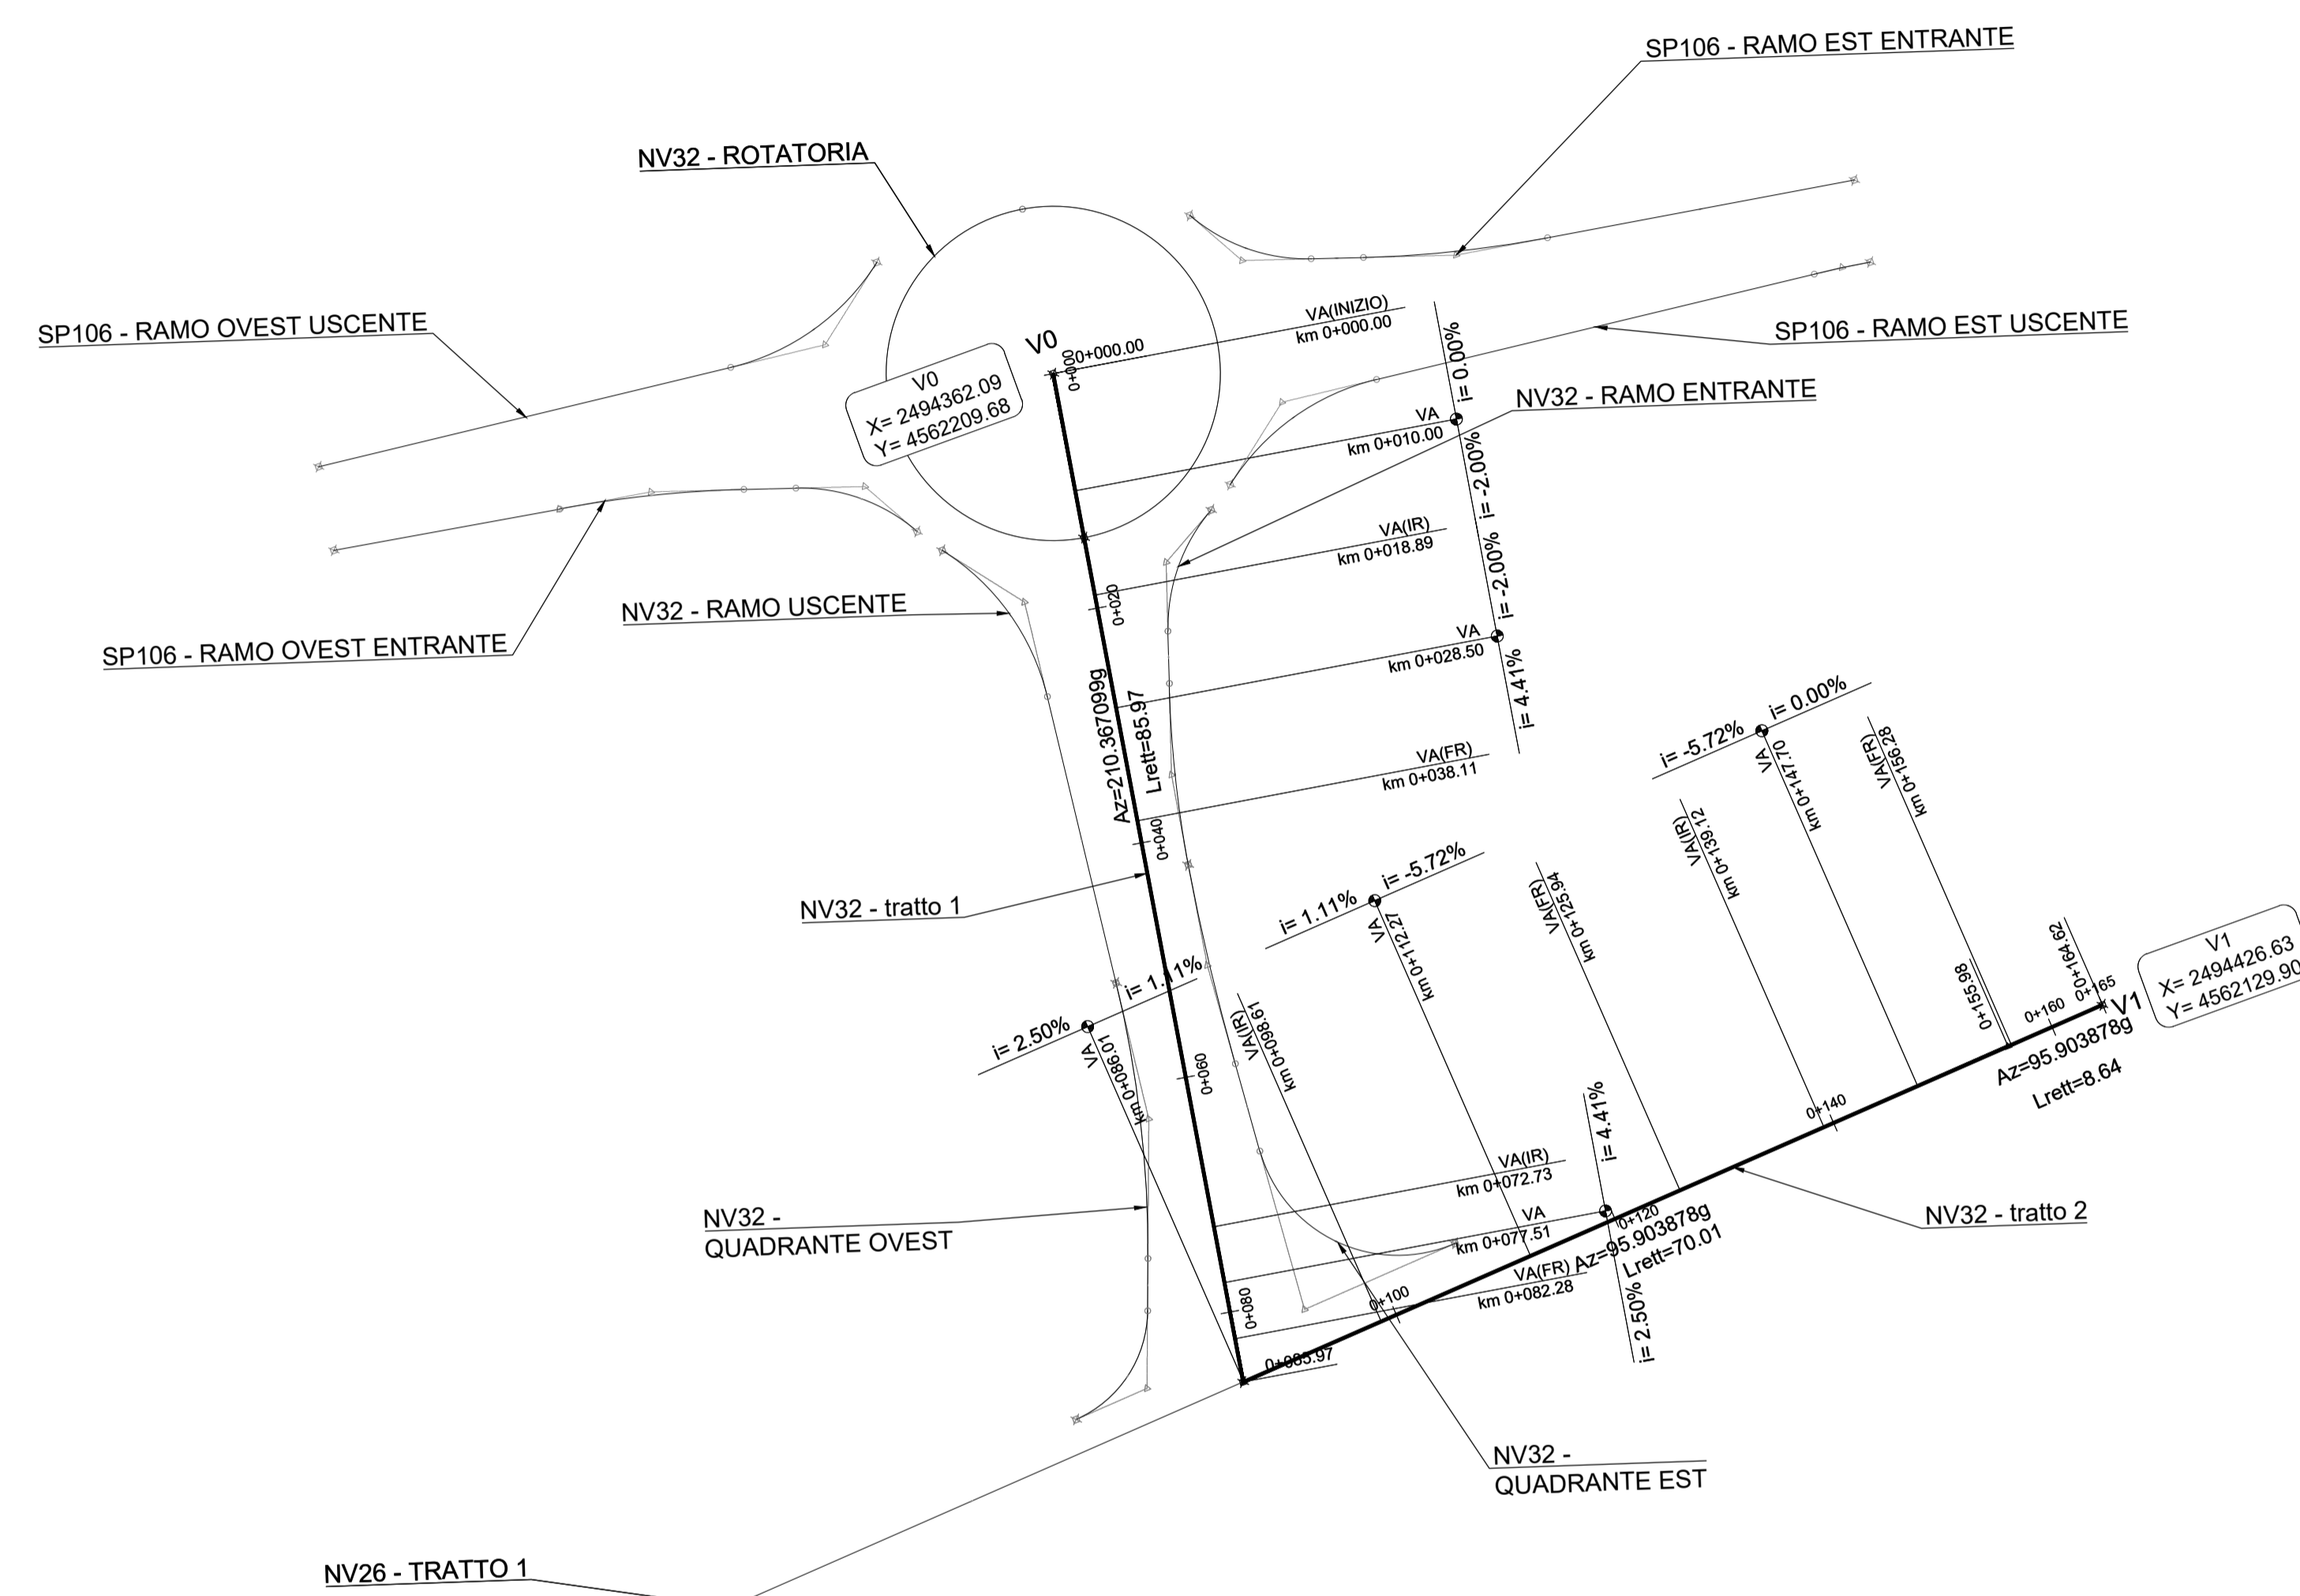 SP106 - RAMO EST ENTRANTE
NV32 - ROTATORIA
SP106 - RAMO OVEST USCENTE
SP106 - RAMO EST USCENTE
VA(INIZIO)
km 0+000.00
V0
0+000.00
0+000
V0
X= 2494362.09
Y= 4562209.68
i= 0.00%
NV32 - RAMO ENTRANTE
VA
km 0+010.00
i= -2.00%
VA(IR)
km 0+018.89
i= -2.00%
0+020
NV32 - RAMO USCENTE
SP106 - RAMO OVEST ENTRANTE
VA
km 0+028.50
i= 4.41%
Az=210.367099g
Lrett=85.97
VA(FR)
km 0+038.11
0+040
i= -5.72%
i= 0.00%
VA
km 0+147.70
VA(FR)
km 0+156.28
VA(IR)
km 0+139.12
NV32 - tratto 1
i= 1.11%
i= -5.72%
VA
km 0+112.27
VA(FR)
km 0+125.94
i= 2.50%
i= 1.11%
VA
km 0+086.01
VA(IR)
km 0+098.61
0+060
0+155.98
0+164.62
0+160
0+165
V1
V1
X= 2494426.63
Y= 4562129.90
Az=95.903878g
Lrett=8.64
0+140
i= 4.41%
VA(IR)
km 0+072.73
NV32 -
QUADRANTE OVEST
VA
km 0+077.51
0+120
Az=95.903878g
Lrett=70.01
NV32 - tratto 2
VA(FR)
km 0+082.28
0+080
0+100
i= 2.50%
0+085.97
NV32 -
QUADRANTE EST
NV26 - TRATTO 1